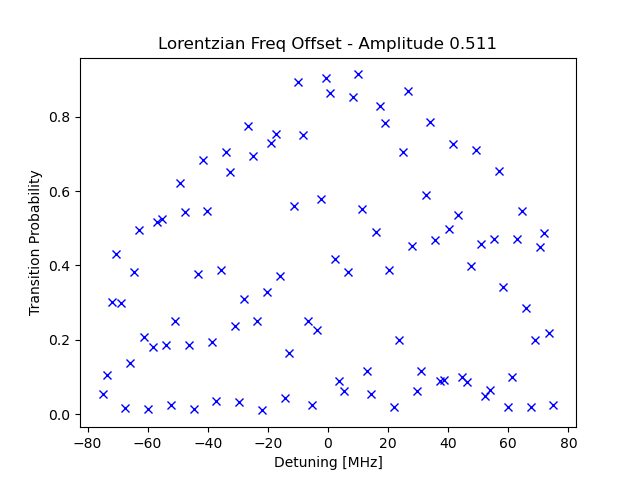 Lorentzian Freq Offset - Amplitude 0.511
Transition Probability
0.8
0.6
0.4
0.2
0.0
−80 −60 −40 −20 0 20 40 60 80
Detuning [MHz]